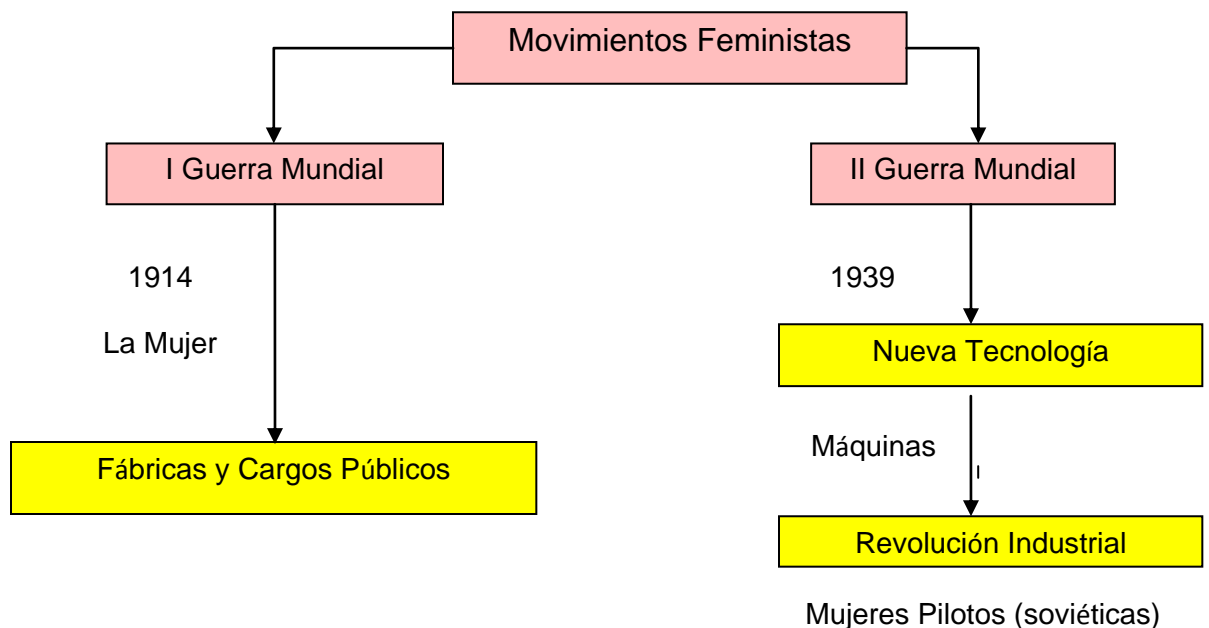 Movimientos Feministas
I Guerra Mundial
II Guerra Mundial
1914
1939
La Mujer
Nueva Tecnología
Máquinas
Fábricas y Cargos Públicos
Revolución Industrial
Mujeres Pilotos (soviéticas)